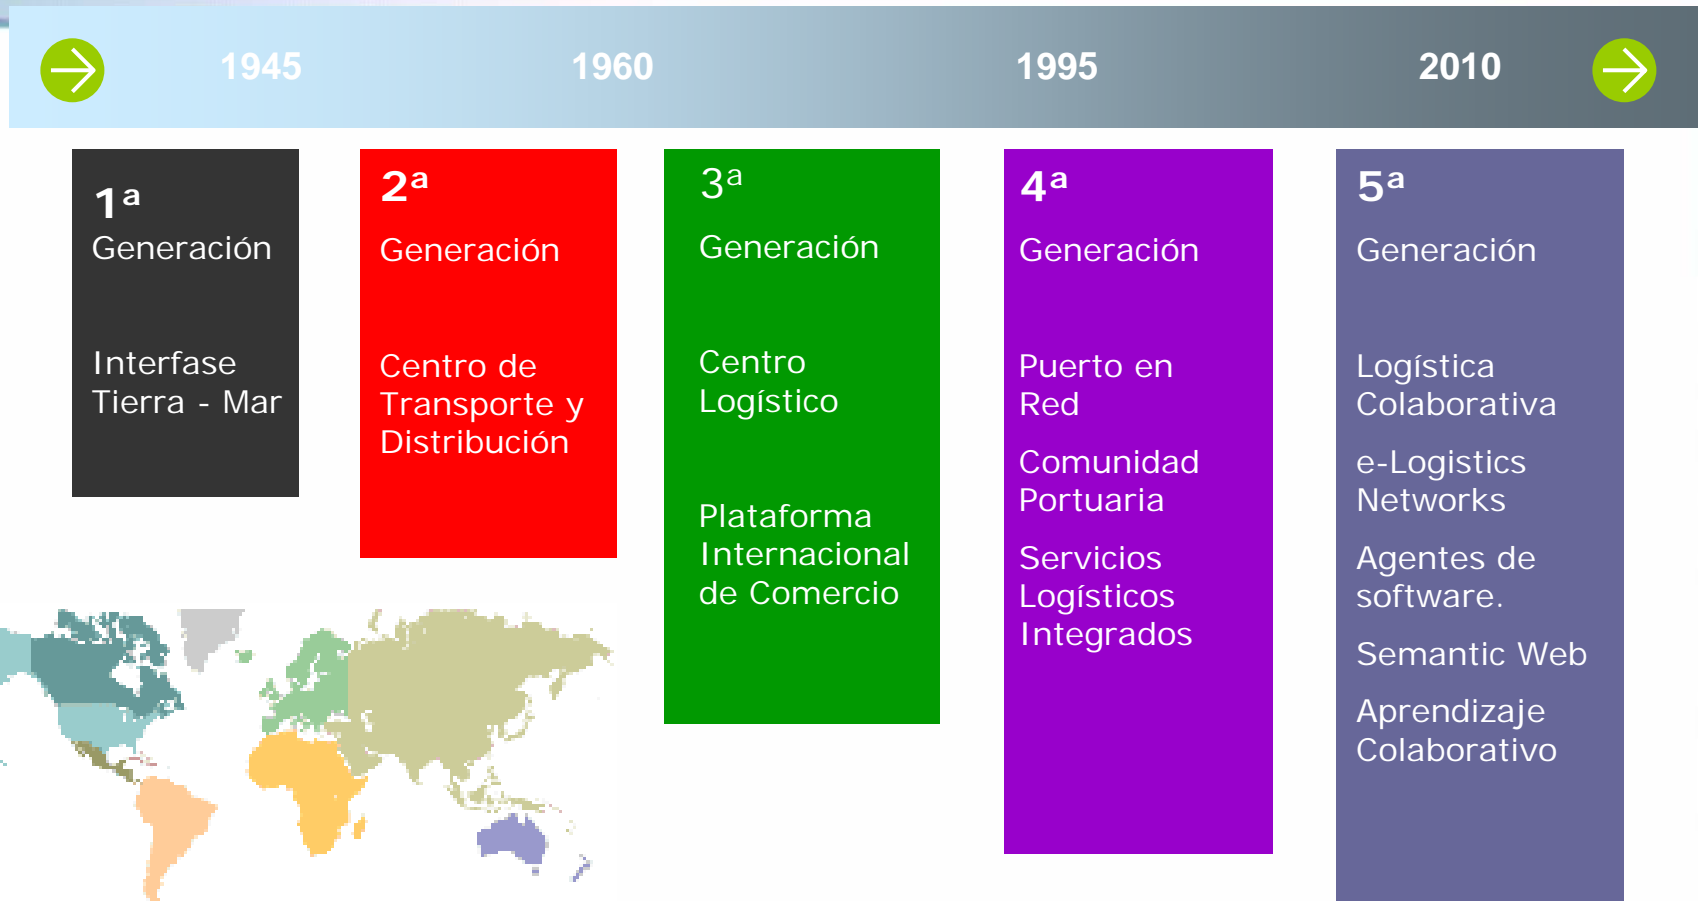 1945 1960 1995 2010
1ª
Generación
Interfase
Tierra - Mar
2ª
Generación
Centro de
Transporte y
Distribución
3ª
Generación
Centro
Logístico
Plataforma
Internacional
de Comercio
4ª
Generación
Puerto en
Red
Comunidad
Portuaria
Servicios
Logísticos
Integrados
5ª
Generación
Logística
Colaborativa
e-Logistics
Networks
Agentes de
software.
Semantic Web
Aprendizaje
Colaborativo